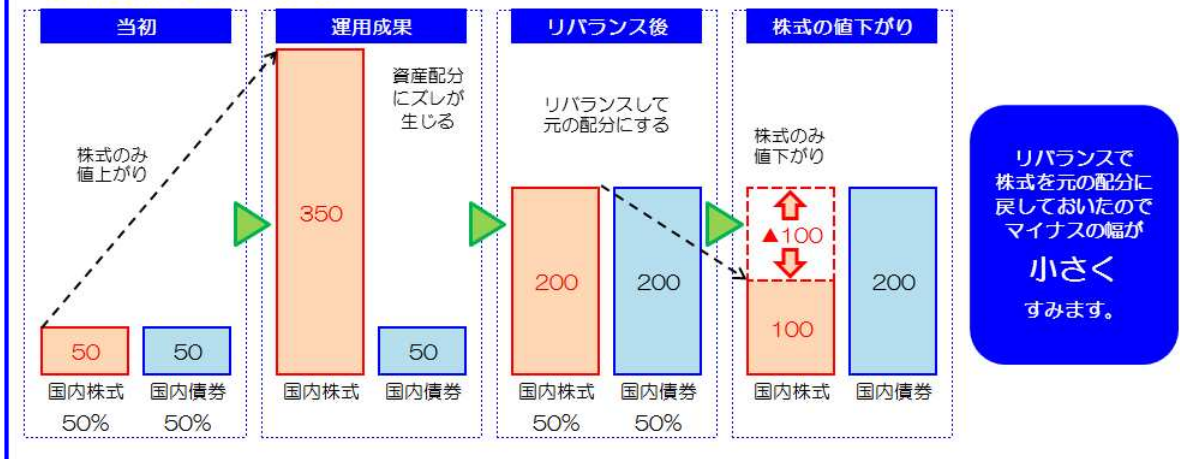 当初
株式のみ
値上がり
50
50
国内株式
国内債券
50%
50%
運用成果
資産配分
にズレが
生じる
350
50
国内株式
国内債券
リバランス後
リバランスして
元の配分にする
200
200
国内株式
国内債券
50%
50%
株式の値下がり
株式のみ
値下がり
▲100
100
200
国内株式
国内債券
リバランスで
株式を元の配分に
戻しておいたので
マイナスの幅が
小さく
すみます。